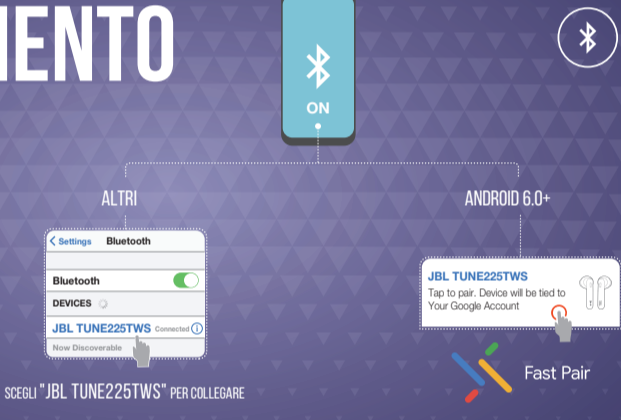 IENTO
ON
ALTRI
ANDROID 6.0+
Settings Bluetooth
Bluetooth
DEVICES
JBL TUNE225TWS Connected
Now Discoverable
JBL TUNE225TWS
Tap to pair. Device will be tied to
Your Google Account
Fast Pair
SCEGLI "JBL TUNE225TWS" PER COLLEGARE